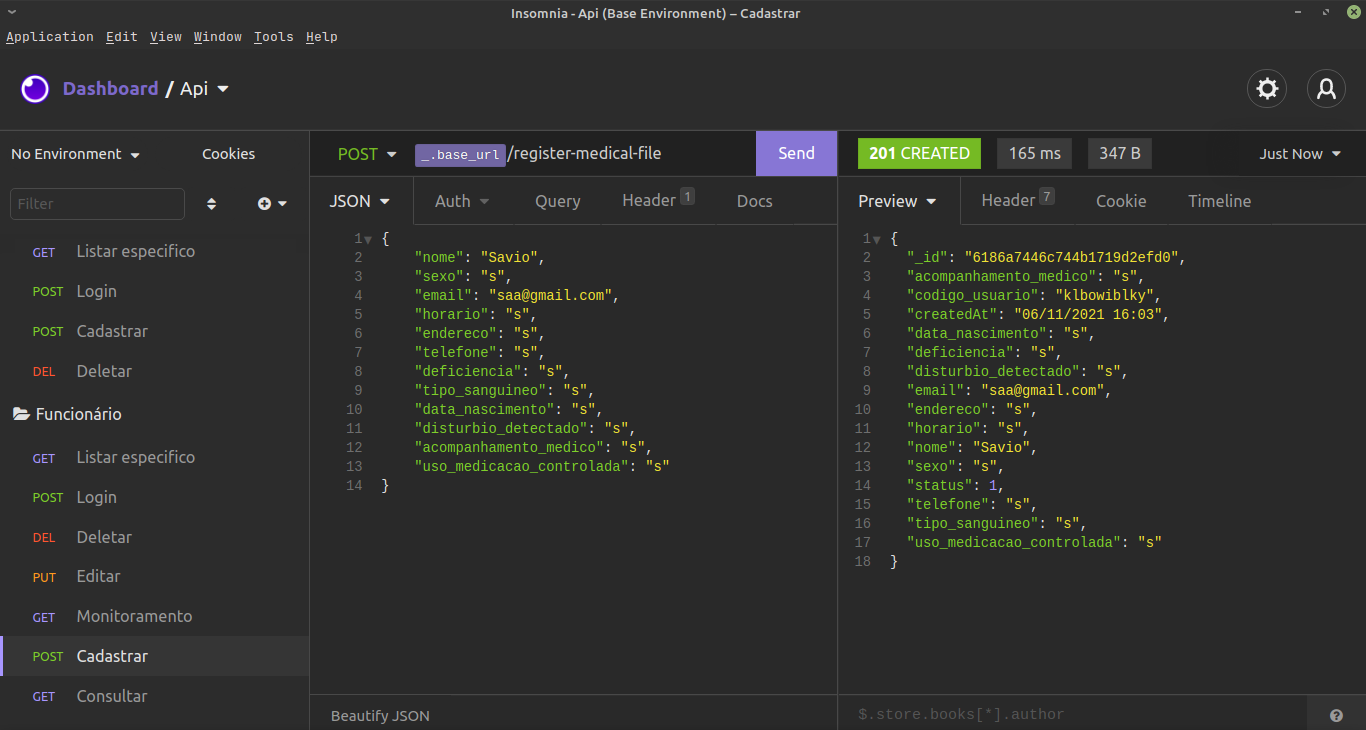 Insomnia - Api (Base Environment) – Cadastrar
Application Edit View Window Tools Help
Dashboard / Api
No Environment Cookies
Filter
GET Listar especifico
POST Login
POST Cadastrar
DEL Deletar
Funcionário
GET Listar especifico
POST Login
DEL Deletar
PUT Editar
GET Monitoramento
POST Cadastrar
GET Consultar
POST _.base_url/register-medical-file Send
JSON Auth Query Header 1 Docs
1 {
2 "nome": "Savio",
3 "sexo": "s",
4 "email": "saa@gmail.com",
5 "horario": "s",
6 "endereco": "s",
7 "telefone": "s",
8 "deficiencia": "s",
9 "tipo_sanguineo": "s",
10 "data_nascimento": "s",
11 "disturbio_detectado": "s",
12 "acompanhamento_medico": "s",
13 "uso_medicacao_controlada": "s"
14 }
Beautify JSON
201 CREATED 165 ms 347 B Just Now
Preview Header 7 Cookie Timeline
1 {
2 "_id": "6186a7446c744b1719d2efd0",
3 "acompanhamento_medico": "s",
4 "codigo_usuario": "klbowiblky",
5 "createdAt": "06/11/2021 16:03",
6 "data_nascimento": "s",
7 "deficiencia": "s",
8 "disturbio_detectado": "s",
9 "email": "saa@gmail.com",
10 "endereco": "s",
11 "horario": "s",
12 "nome": "Savio",
13 "sexo": "s",
14 "status": 1,
15 "telefone": "s",
16 "tipo_sanguineo": "s",
17 "uso_medicacao_controlada": "s"
18 }
$.store.books[*].author